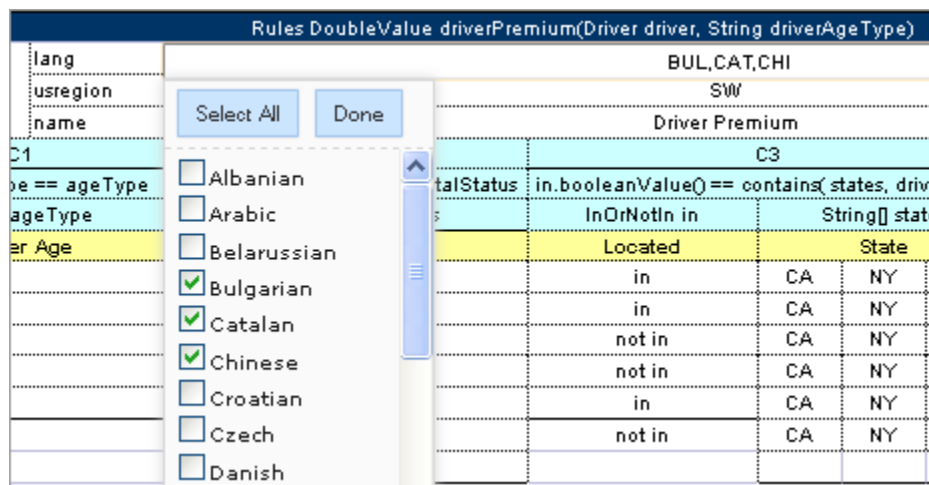 Rules DoubleValue driverPremium(Driver driver, String driverAgeType)
lang BUL,CAT,CHI
usregion SW
name Driver Premium
Select All Done
Albanian
Arabic
Belarussian
Bulgarian
Catalan
Chinese
Croatian
Czech
Danish
C1 C3
pe == ageType talStatus in.booleanValue() == contains( states, driv
ageType s InOrNotIn in String[] stat
er Age Located State
in CA NY
in CA NY
not in CA NY
not in CA NY
in CA NY
not in CA NY